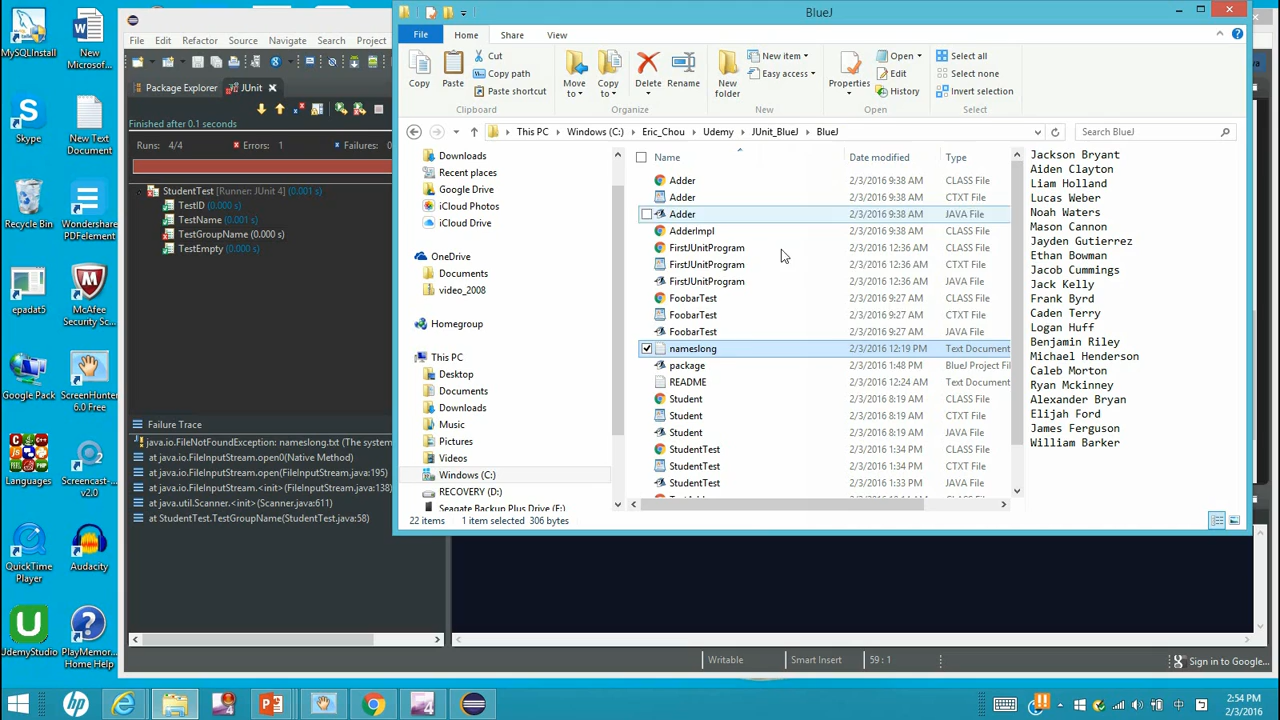 MySQLInstall
New
Microsof...
Skype
New Text
Document
Recycle Bin
Wondershare
PDFelement
epadat5
McAfee
Security Sc...
Google Pack
ScreenHunter
6.0 Free
Languages
Screencast-...
v2.0
QuickTime
Player
Audacity
UdemyStudio
PlayMemor...
Home Help
File Edit Refactor Source Navigate Search Project
Package Explorer JUnit
Finished after 0.1 seconds
Runs: 4/4 Errors: 1 Failures: 0
StudentTest [Runner: JUnit 4] (0.001 s)
TestID (0.000 s)
TestName (0.001 s)
TestGroupName (0.000 s)
TestEmpty (0.000 s)
Failure Trace
java.io.FileNotFoundException: nameslong.txt (The system
at java.io.FileInputStream.open0(Native Method)
at java.io.FileInputStream.open(FileInputStream.java:195)
at java.io.FileInputStream.<init>(FileInputStream.java:138)
at java.util.Scanner.<init>(Scanner.java:611)
at StudentTest.TestGroupName(StudentTest.java:58)
BlueJ
File Home Share View
Copy
Paste
Cut
Copy path
Paste shortcut
Clipboard
Move
to
Copy
to
Delete
Rename
Organize
New
folder
New item
Easy access
New
Properties
Open
Edit
History
Open
Select all
Select none
Invert selection
Select
This PC Windows (C:) Eric_Chou Udemy JUnit_BlueJ BlueJ
Search BlueJ
Downloads
Recent places
Google Drive
iCloud Photos
iCloud Drive
OneDrive
Documents
video_2008
Homegroup
This PC
Desktop
Documents
Downloads
Music
Pictures
Videos
Windows (C:)
RECOVERY (D:)
Seagate Backup Plus Drive (F:)
Name Date modified Type
Adder 2/3/2016 9:38 AM CLASS File
Adder 2/3/2016 9:38 AM CTXT File
Adder 2/3/2016 9:38 AM JAVA File
AdderImpl 2/3/2016 9:38 AM CLASS File
FirstJUnitProgram 2/3/2016 12:36 AM CLASS File
FirstJUnitProgram 2/3/2016 12:36 AM CTXT File
FirstJUnitProgram 2/3/2016 12:36 AM JAVA File
FoobarTest 2/3/2016 9:27 AM CLASS File
FoobarTest 2/3/2016 9:27 AM CTXT File
FoobarTest 2/3/2016 9:27 AM JAVA File
nameslong 2/3/2016 12:19 PM Text Document
package 2/3/2016 1:48 PM BlueJ Project Fi
README 2/3/2016 12:24 AM Text Document
Student 2/3/2016 8:19 AM CLASS File
Student 2/3/2016 8:19 AM CTXT File
Student 2/3/2016 8:19 AM JAVA File
StudentTest 2/3/2016 1:34 PM CLASS File
StudentTest 2/3/2016 1:34 PM CTXT File
StudentTest 2/3/2016 1:33 PM JAVA File
Jackson Bryant
Aiden Clayton
Liam Holland
Lucas Weber
Noah Waters
Mason Cannon
Jayden Gutierrez
Ethan Bowman
Jacob Cummings
Jack Kelly
Frank Byrd
Caden Terry
Logan Huff
Benjamin Riley
Michael Henderson
Caleb Morton
Ryan Mckinney
Alexander Bryan
Elijah Ford
James Ferguson
William Barker
22 items 1 item selected 306 bytes
Writable Smart Insert 59 : 1 Sign in to Google...
2:54 PM
2/3/2016